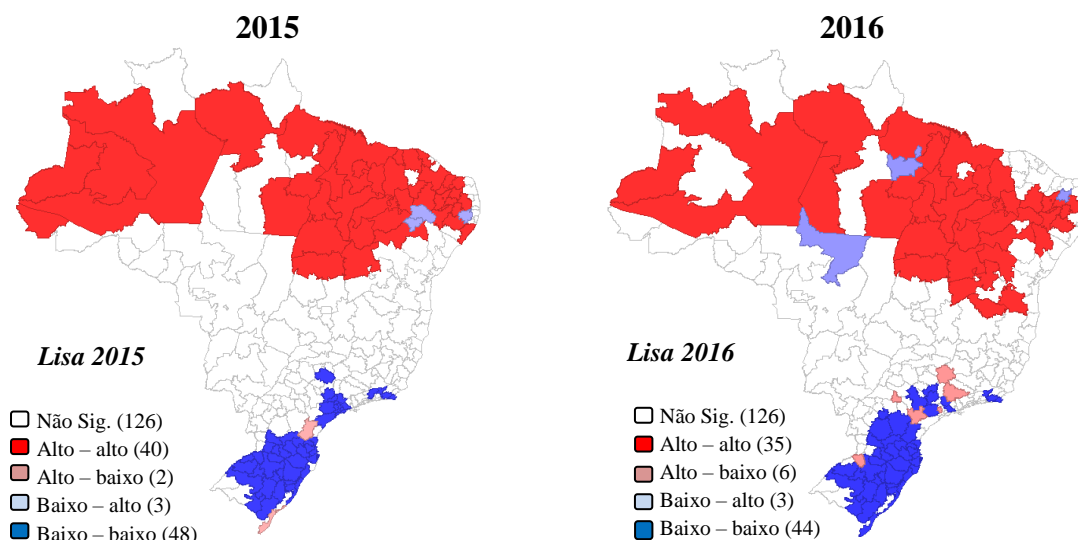 2015
2016
Lisa 2015
Não Sig. (126)
Alto – alto (40)
Alto – baixo (2)
Baixo – alto (3)
Baixo – baixo (48)
Lisa 2016
Não Sig. (126)
Alto – alto (35)
Alto – baixo (6)
Baixo – alto (3)
Baixo – baixo (44)